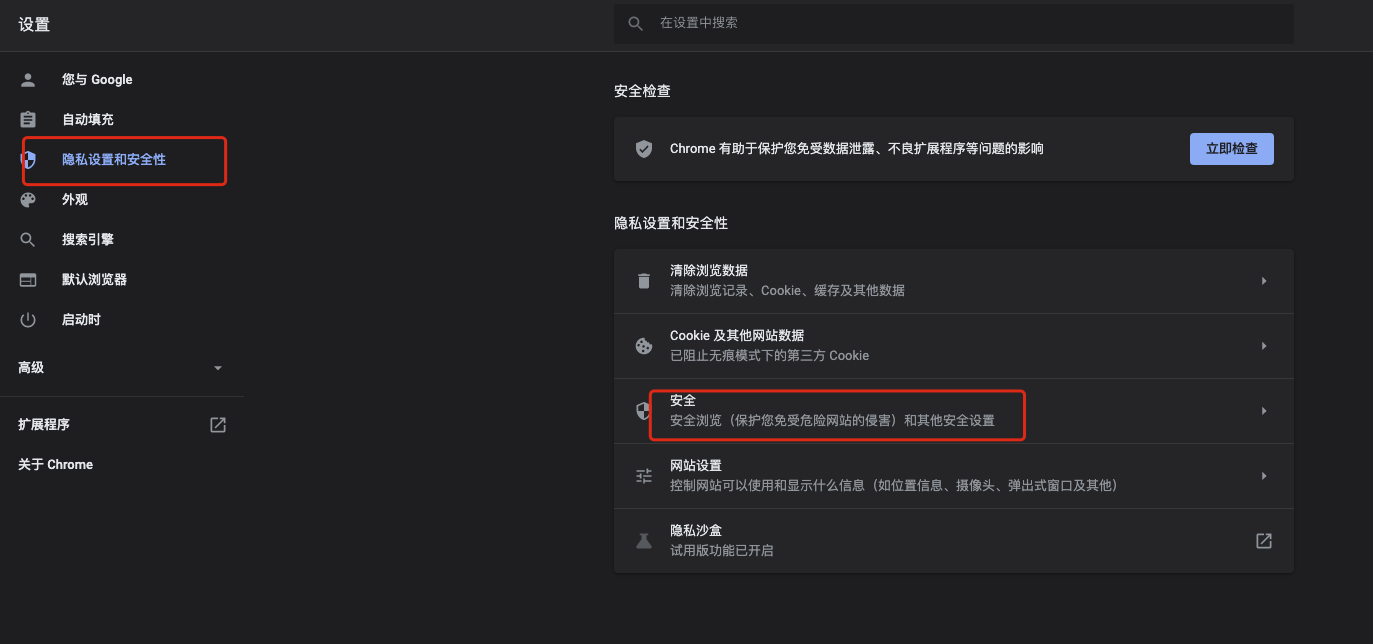 设置
在设置中搜索
您与 Google
自动填充
隐私设置和安全性
外观
搜索引擎
默认浏览器
启动时
高级
扩展程序
关于 Chrome
安全检查
Chrome 有助于保护您免受数据泄露、不良扩展程序等问题的影响
立即检查
隐私设置和安全性
清除浏览数据
清除浏览记录、Cookie、缓存及其他数据
Cookie 及其他网站数据
已阻止无痕模式下的第三方 Cookie
安全
安全浏览（保护您免受危险网站的侵害）和其他安全设置
网站设置
控制网站可以使用和显示什么信息（如位置信息、摄像头、弹出式窗口及其他）
隐私沙盒
试用版功能已开启